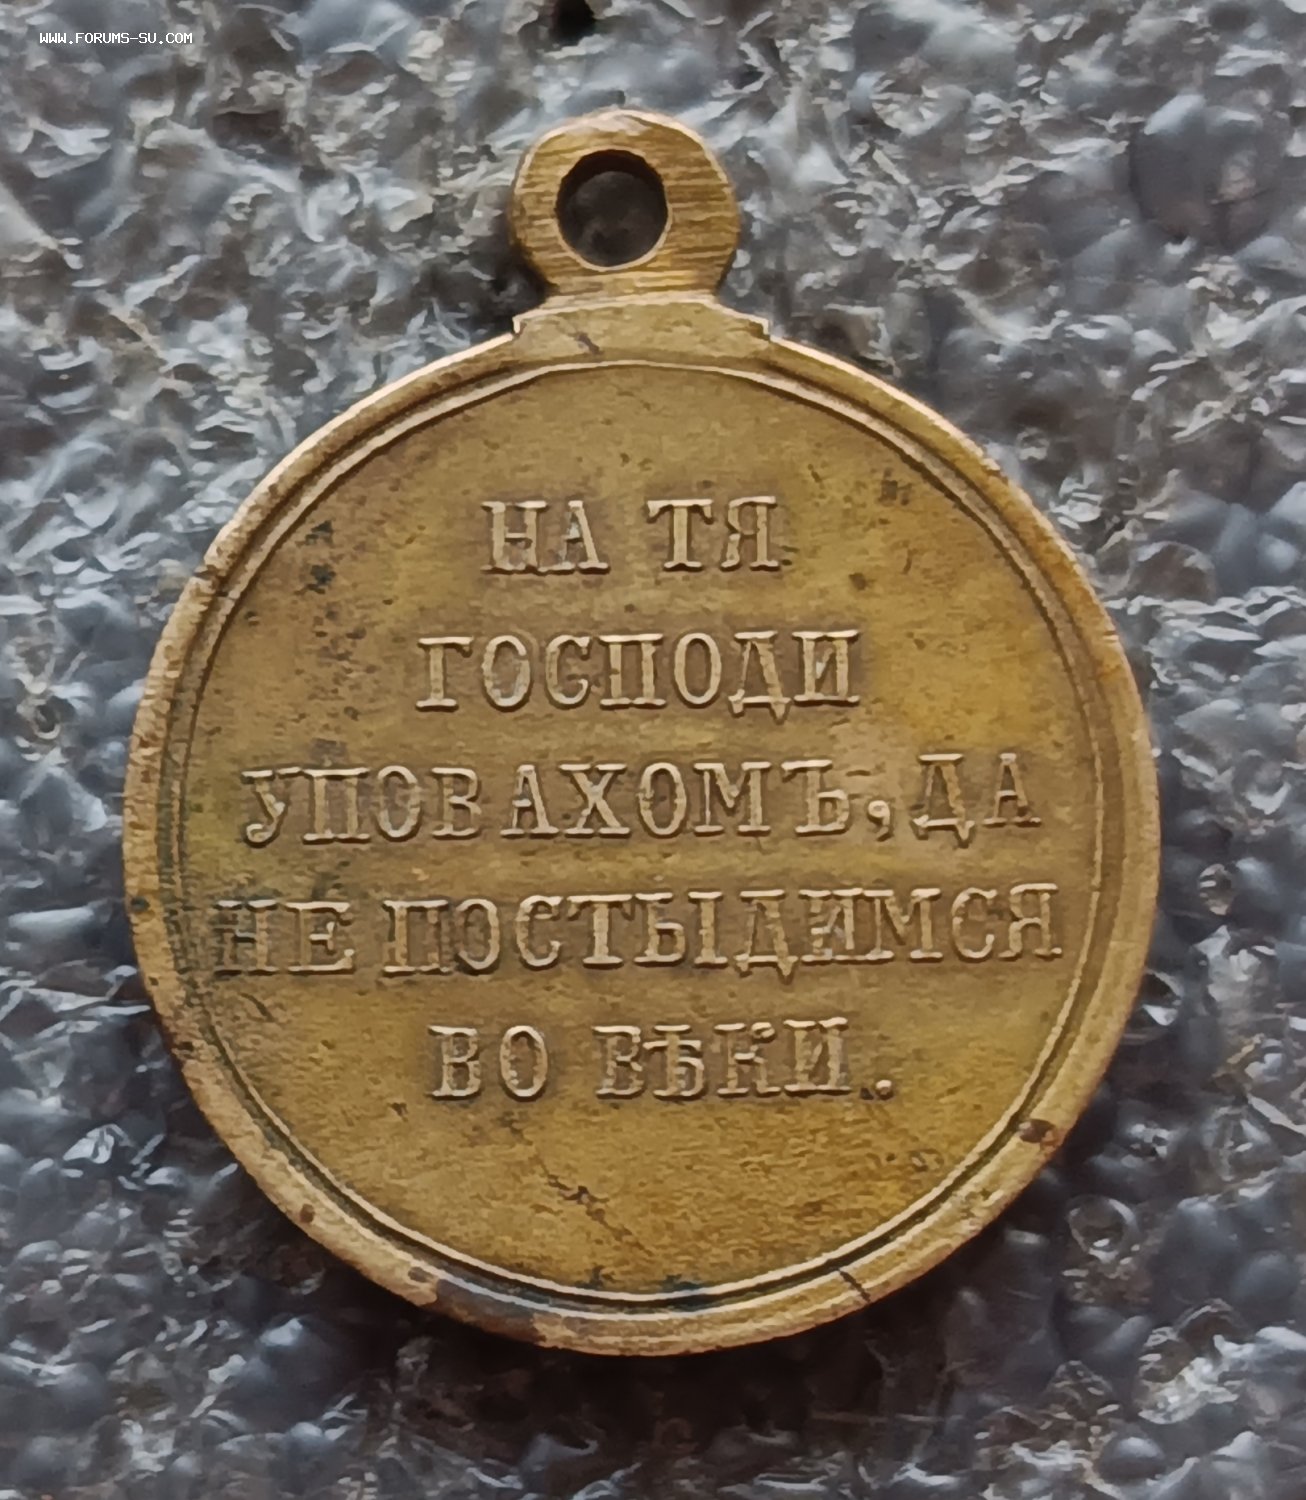 WWW.FORUMS-SU.COM
НА ТЯ
ГОСПОДИ
УПОВАХОМЪ, ДА
НЕ ПОСТЫДИМСЯ
ВО ВѢКИ.